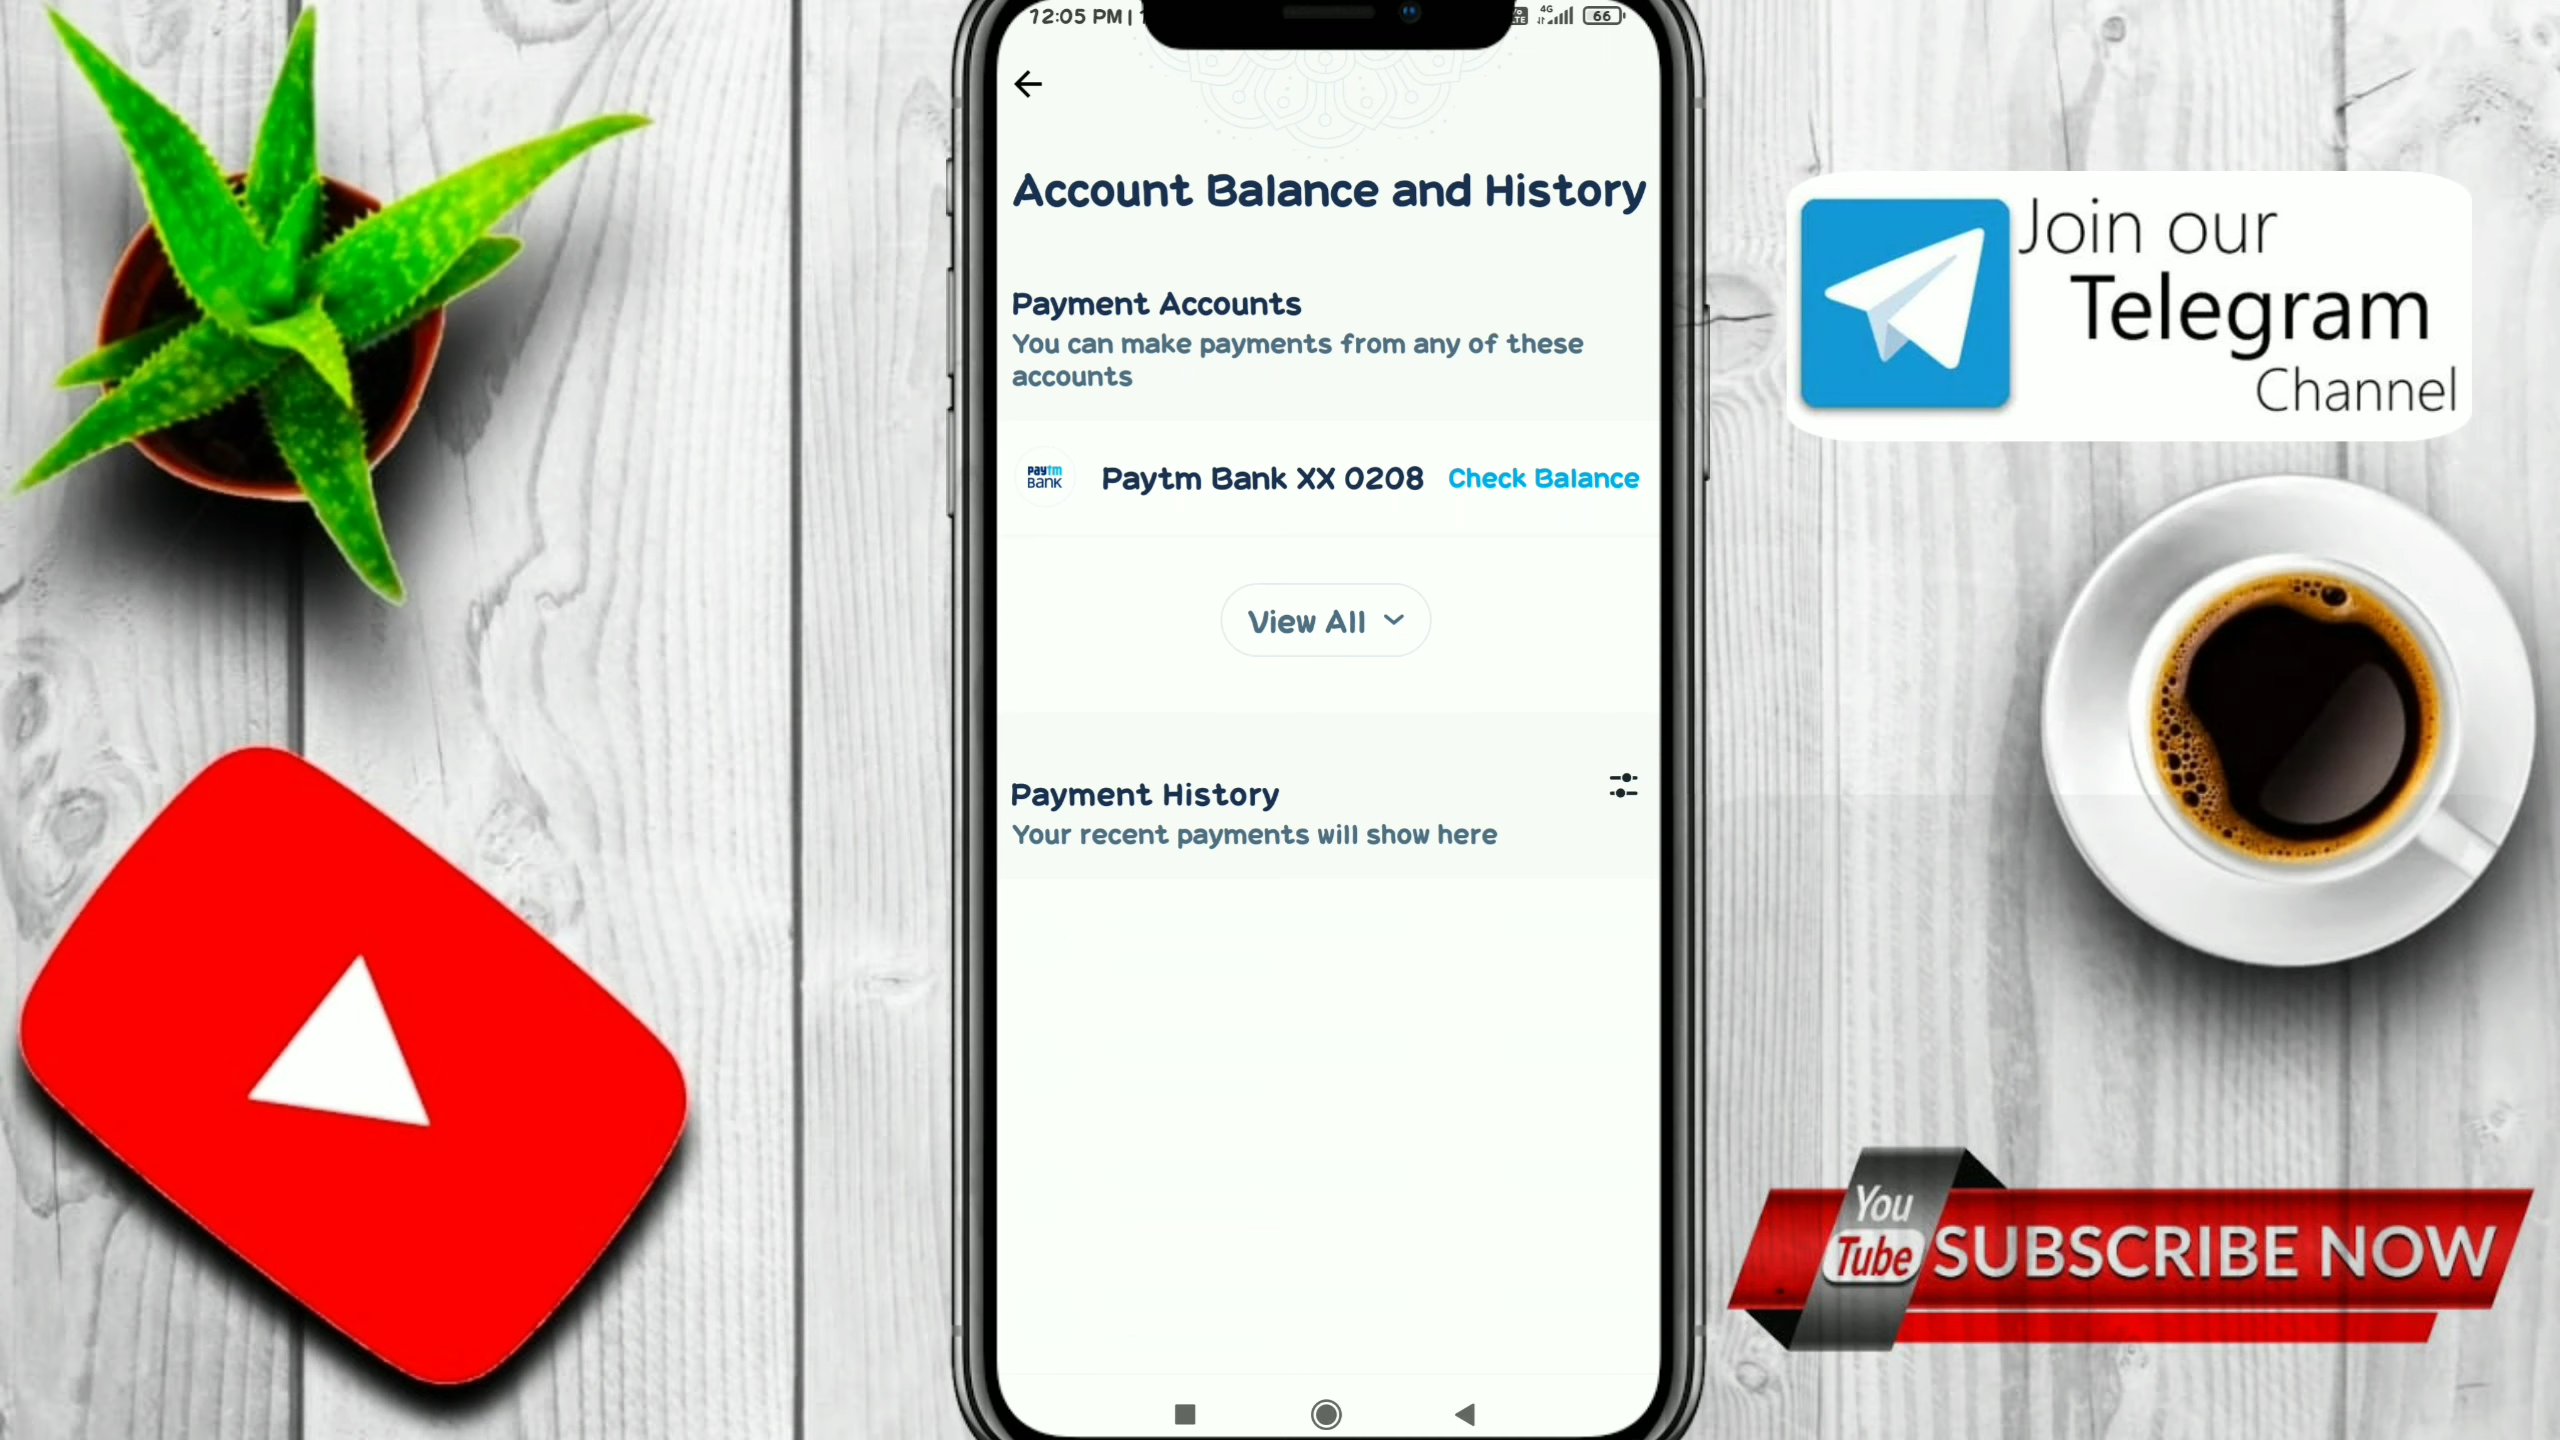 12:05 PM |
4G
66
Account Balance and History
Payment Accounts
You can make payments from any of these
accounts
paytm
Bank
Paytm Bank XX 0208
Check Balance
View All
Payment History
Your recent payments will show here
Join our
Telegram
Channel
You
Tube
SUBSCRIBE NOW